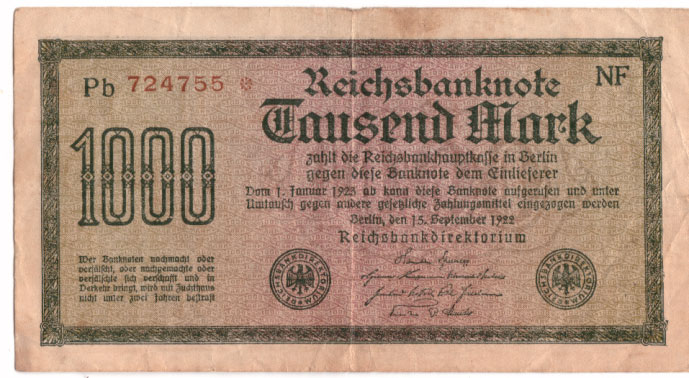 Pb 724755 *
NF
Reichsbanknote
Tausend Mark
1000
zahlt die Reichsbankhauptkasse in Berlin
gegen diese Banknote dem Einlieferer
Vom 1. Januar 1923 ab kann diese Banknote aufgerufen und unter
Umtausch gegen andere gesetzliche Zahlungsmittel eingezogen werden
Berlin, den 15. September 1922
Reichsbankdirektorium
Wer Banknoten nachmacht oder
verfälscht, oder nachgemachte oder
verfälschte sich verschafft und in
Verkehr bringt, wird mit Zuchthaus
nicht unter zwei Jahren bestraft
REICHSBANKDIREKTORIUM
REICHSBANKDIREKTORIUM